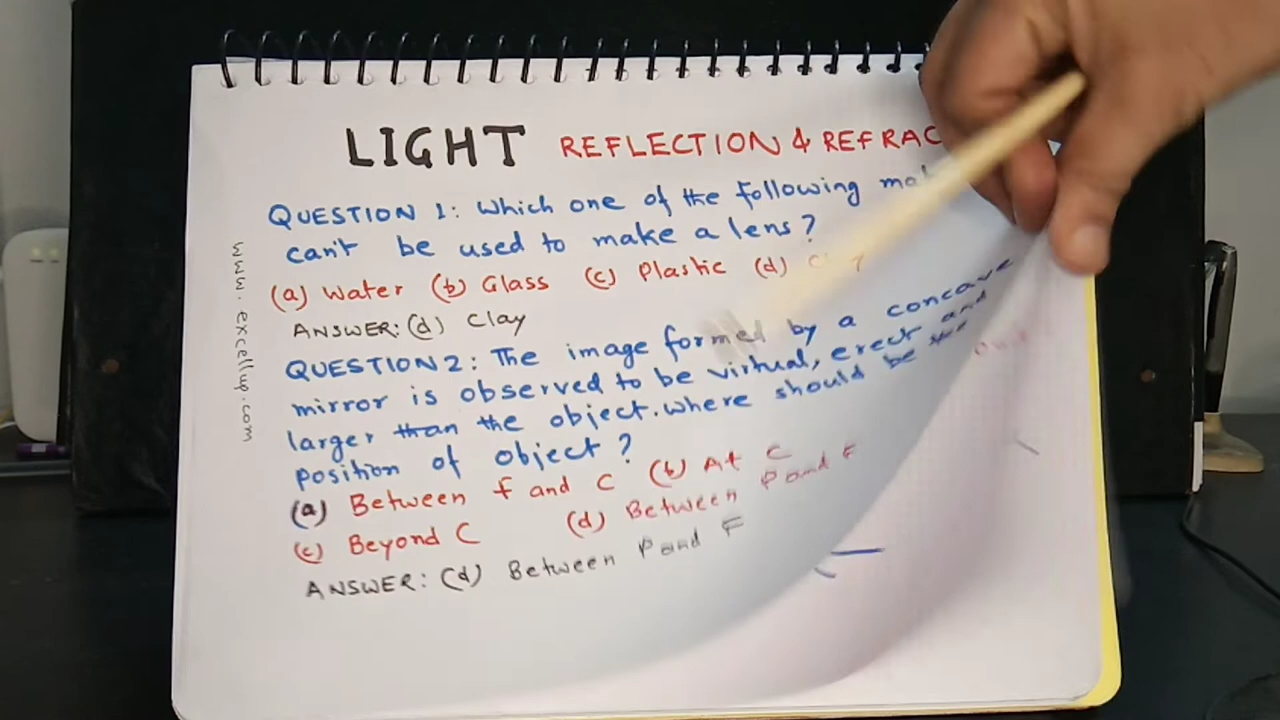 LIGHT REFLECTION & REFRAC
QUESTION 1: Which one of the following
can't be used to make a lens?
(a) Water (b) Glass (c) Plastic (d)
ANSWER: (d) Clay
QUESTION 2: The image formed by a concave
mirror is observed to be virtual, erect and
larger than the object. where should be the
position of object?
(a) Between f and C (b) At C
(c) Beyond C (d) Between P and F
ANSWER: (d) Between P and F
www.excellup.com